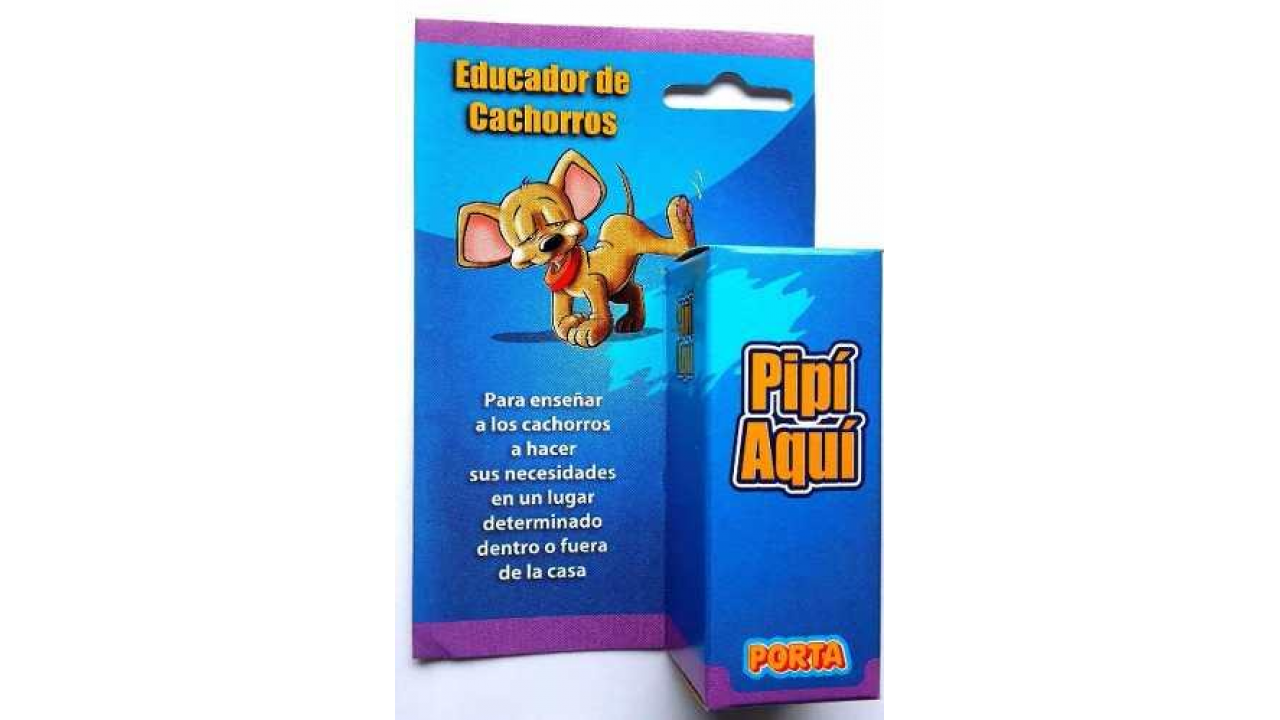 Educador de
Cachorros
Para enseñar
a los cachorros
a hacer
sus necesidades
en un lugar
determinado
dentro o fuera
de la casa
Pipí
Aquí
PORTA